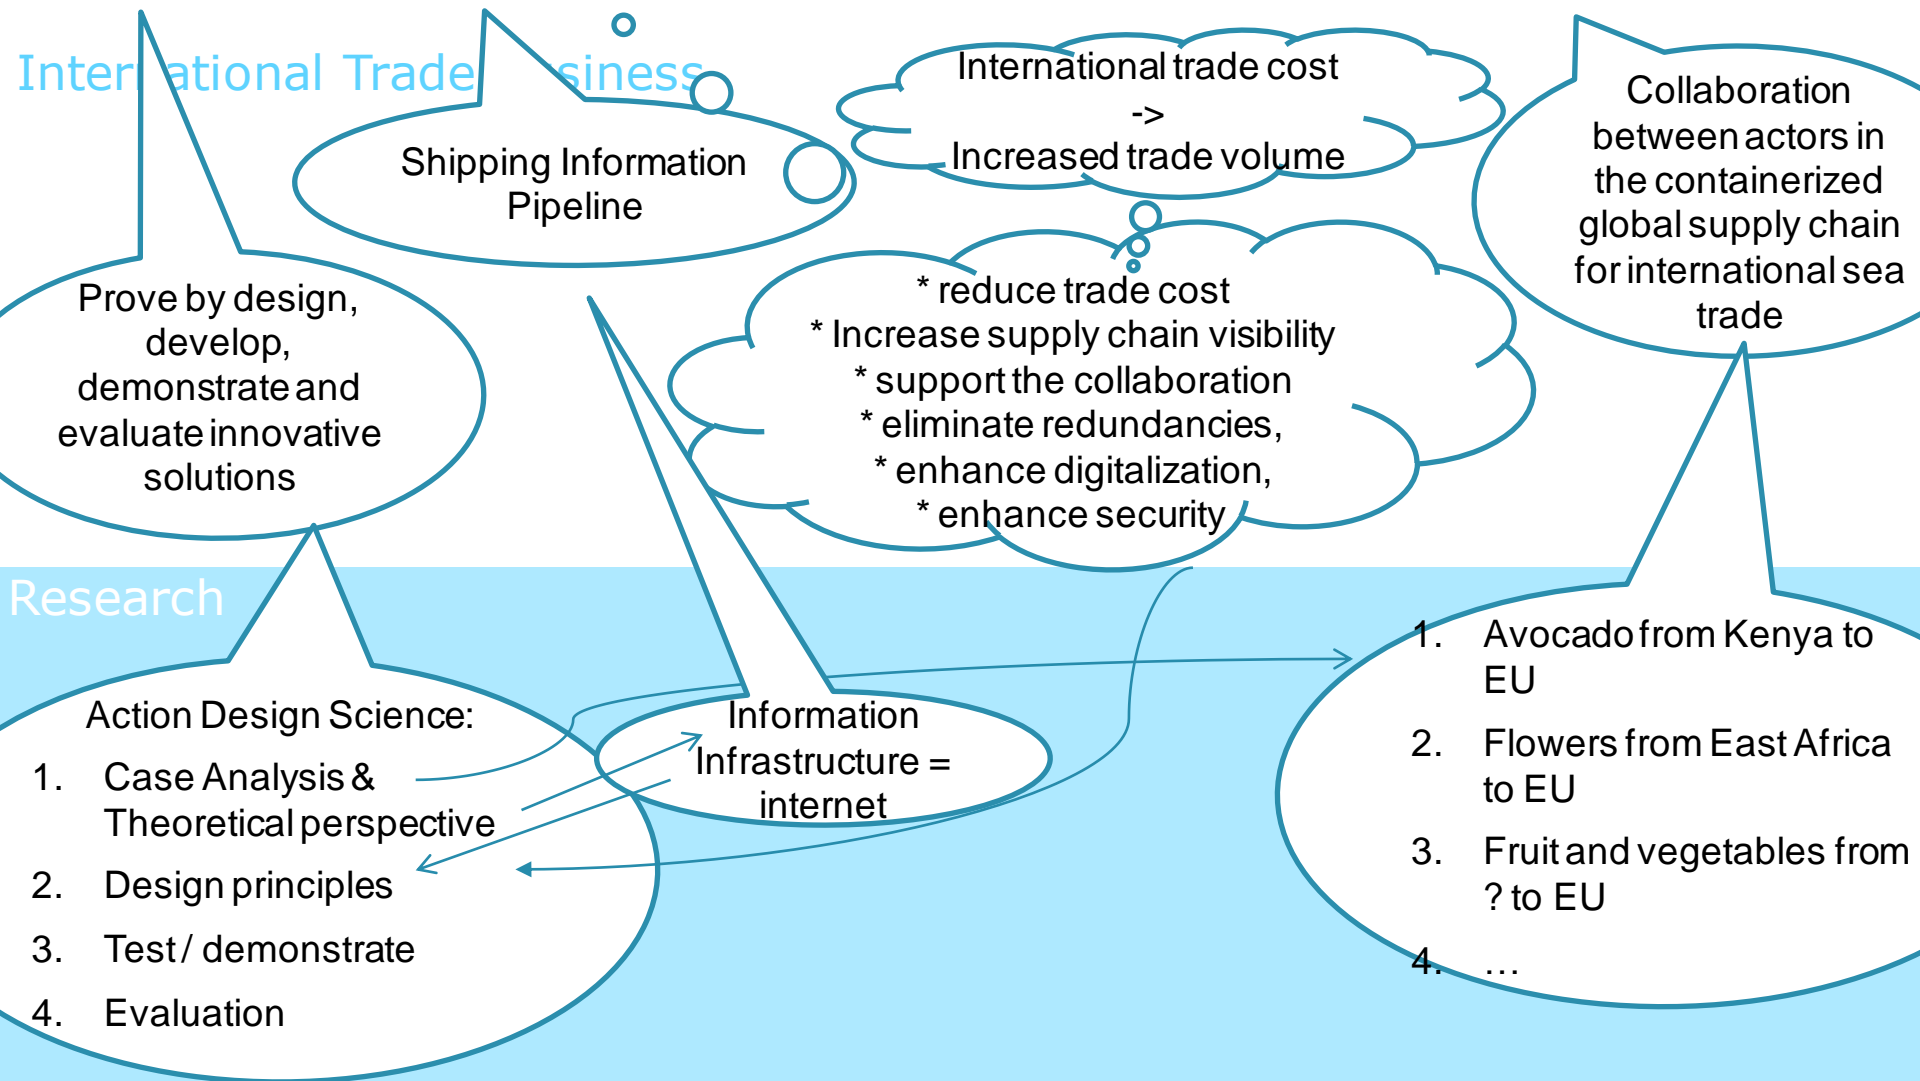 International Trade Business
Shipping Information
Pipeline
International trade cost
->
Increased trade volume
Collaboration
between actors in
the containerized
global supply chain
for international sea
trade
Prove by design,
develop,
demonstrate and
evaluate innovative
solutions
* reduce trade cost
* Increase supply chain visibility
* support the collaboration
* eliminate redundancies,
* enhance digitalization,
* enhance security
Research
Action Design Science:
1. Case Analysis &
Theoretical perspective
2. Design principles
3. Test / demonstrate
4. Evaluation
Information
Infrastructure =
internet
1. Avocado from Kenya to
EU
2. Flowers from East Africa
to EU
3. Fruit and vegetables from
? to EU
4. …